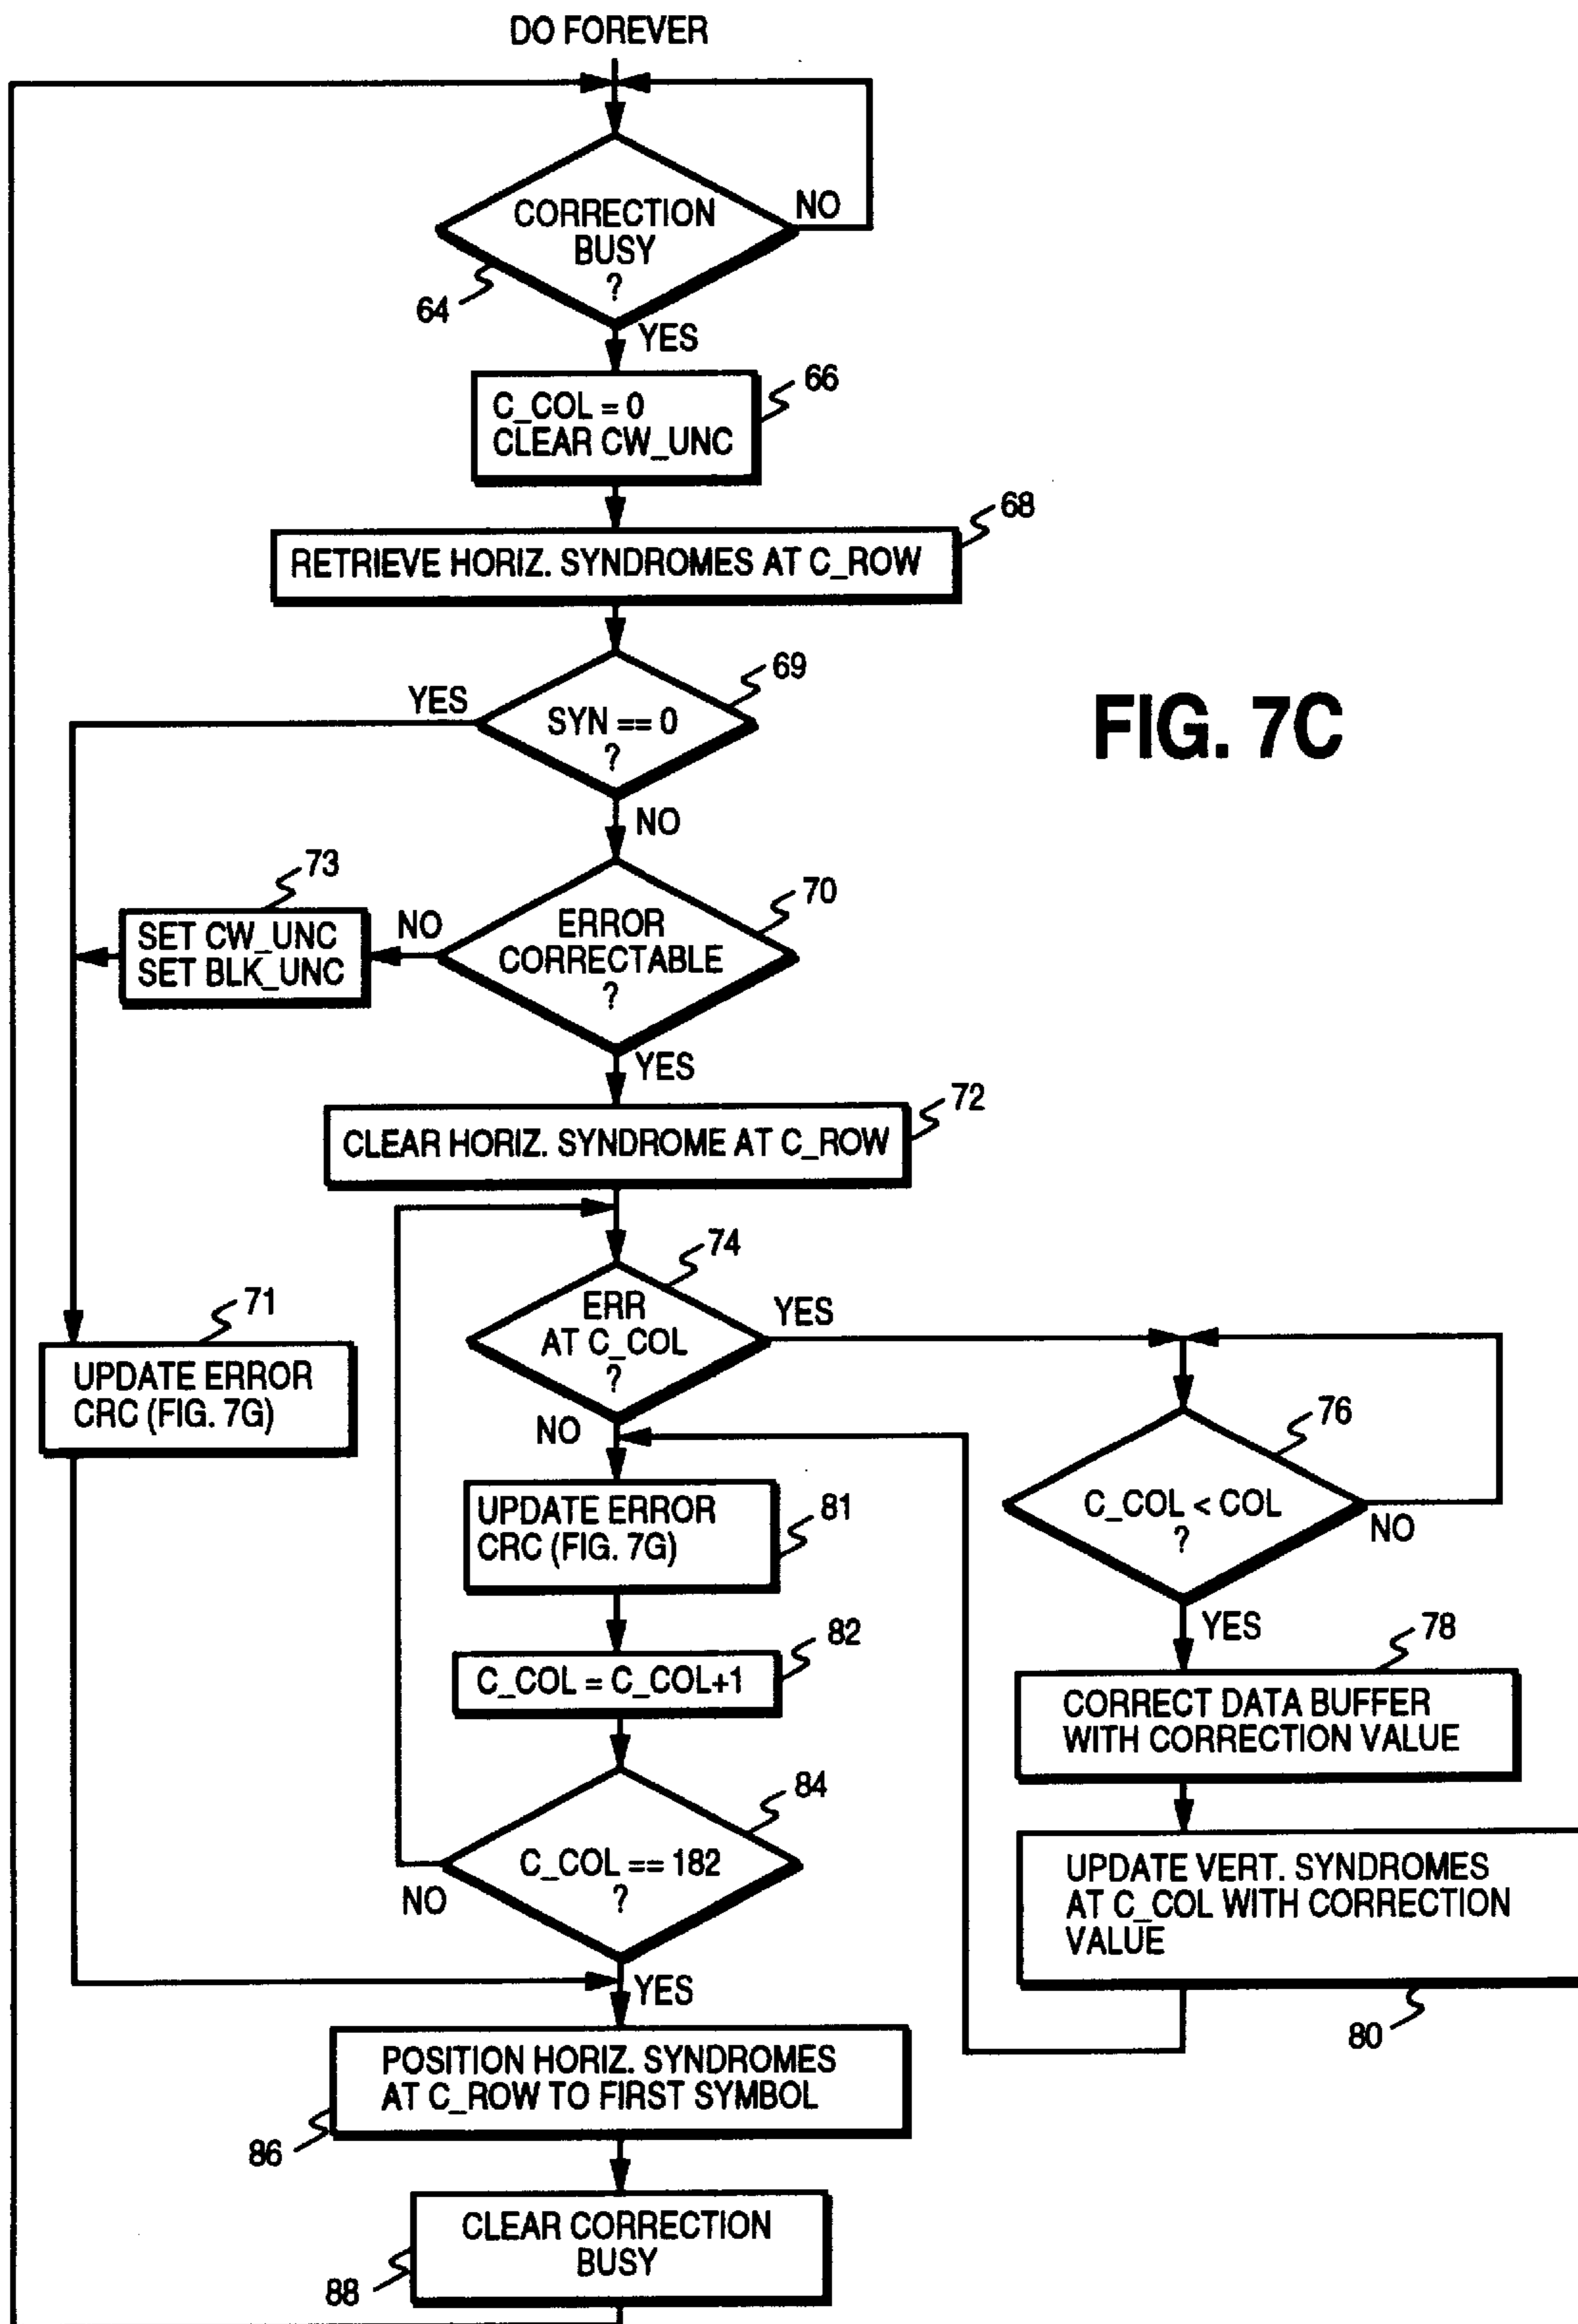 DO FOREVER
CORRECTION
BUSY
?
NO
64
YES
66
C_COL = 0
CLEAR CW_UNC
68
RETRIEVE HORIZ. SYNDROMES AT C_ROW
69
YES
SYN == 0
?
FIG. 7C
NO
73
70
SET CW_UNC
SET BLK_UNC
NO
ERROR
CORRECTABLE
?
YES
72
CLEAR HORIZ. SYNDROME AT C_ROW
74
71
ERR
AT C_COL
?
YES
UPDATE ERROR
CRC (FIG. 7G)
NO
76
C_COL < COL
?
NO
UPDATE ERROR
CRC (FIG. 7G)
81
YES
78
82
C_COL = C_COL+1
CORRECT DATA BUFFER
WITH CORRECTION VALUE
84
C_COL == 182
?
NO
UPDATE VERT. SYNDROMES
AT C_COL WITH CORRECTION
VALUE
YES
80
POSITION HORIZ. SYNDROMES
AT C_ROW TO FIRST SYMBOL
86
CLEAR CORRECTION
BUSY
88